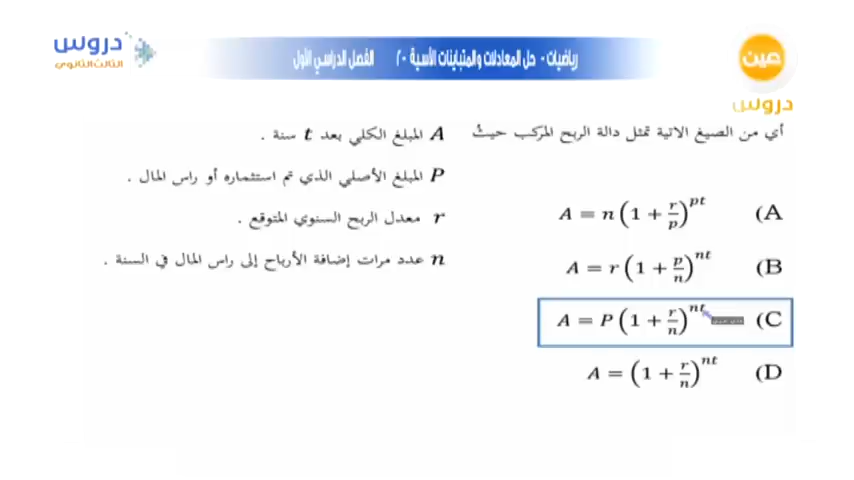 دروس
الثالث الثانوي
رياضيات - حل المعادلات والمتباينات الأسية ٢٠ الفصل الدراسي الأول
عين
دروس
أي من الصيغ الاتية تمثل دالة الربح المركب حيثُ
A المبلغ الكلي بعد t سنة .
P المبلغ الأصلي الذي تم استثماره أو راس المال .
r معدل الربح السنوي المتوقع .
n عدد مرات إضافة الأرباح إلى راس المال في السنة .
(A A = n(1 + r/p)^pt
(B A = r(1 + p/n)^nt
(C A = P(1 + r/n)^nt
(D A = (1 + r/n)^nt